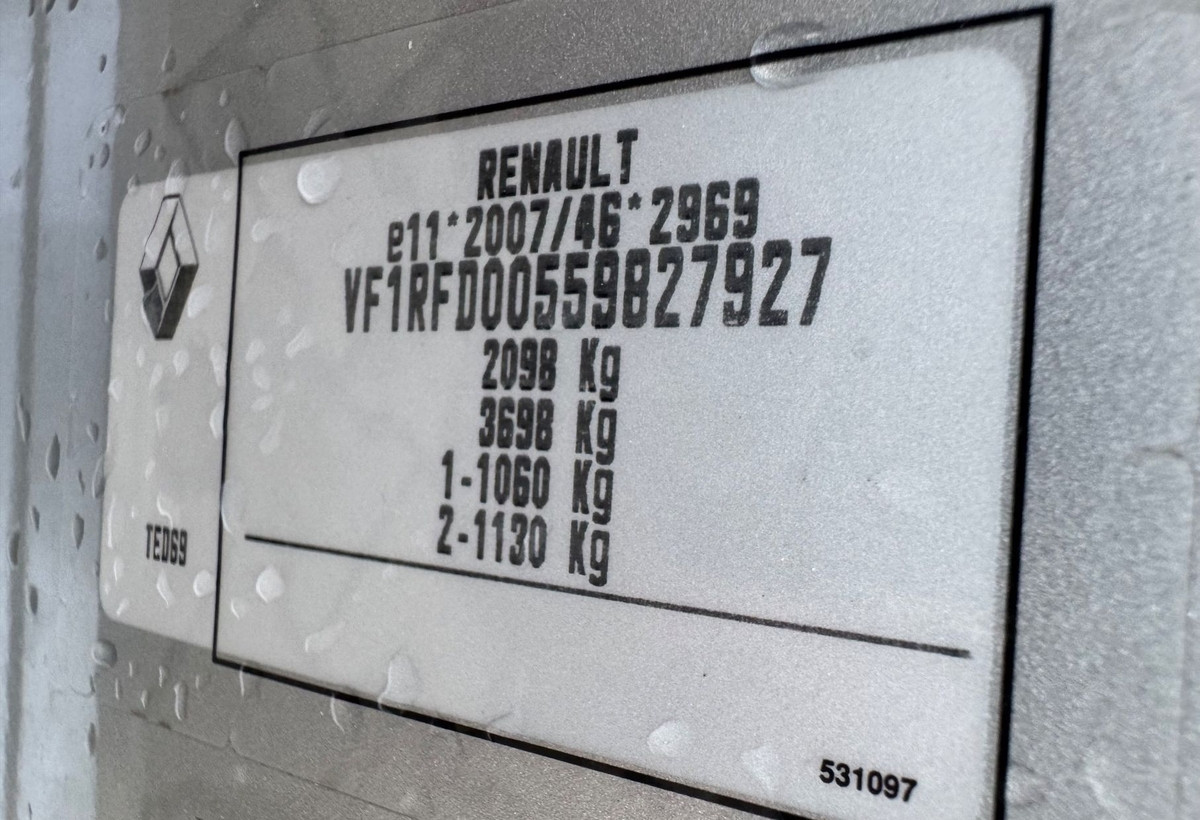 RENAULT
e11*2007/46*2969
VF1RFD00559827927
2098 Kg
3698 Kg
1-1060 Kg
2-1130 Kg
TED69
531097